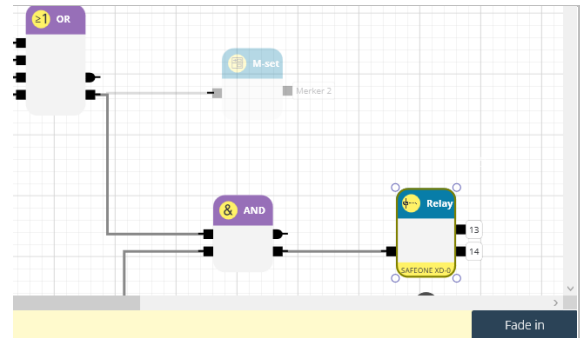 ≥1 OR
M-set
Merker 2
& AND
Relay
13
14
SAFEONE XD-0
Fade in